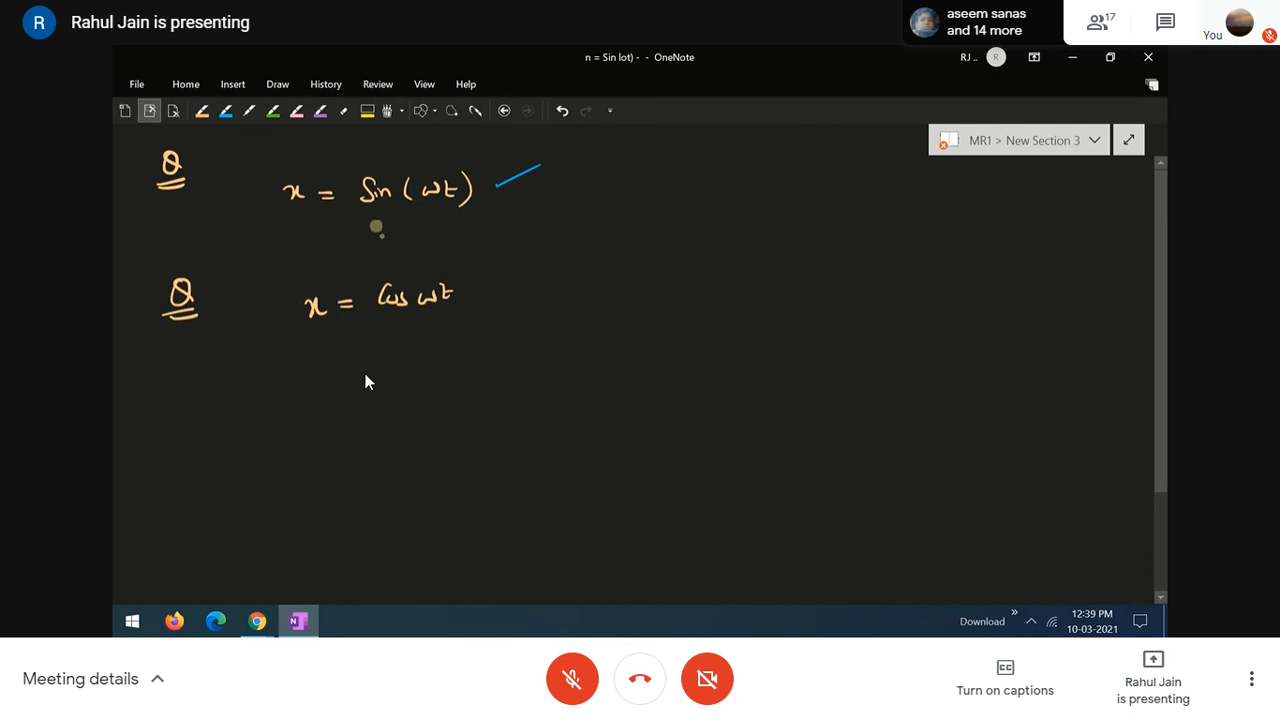 R Rahul Jain is presenting
aseem sanas
and 14 more
17
You
n = Sin lot) - - OneNote
RJ ..
R
File Home Insert Draw History Review View Help
MR1 > New Section 3
Q
x = Sin (ωt)
Q
x = Cos ωt
Download
12:39 PM
10-03-2021
Meeting details
Turn on captions
Rahul Jain
is presenting